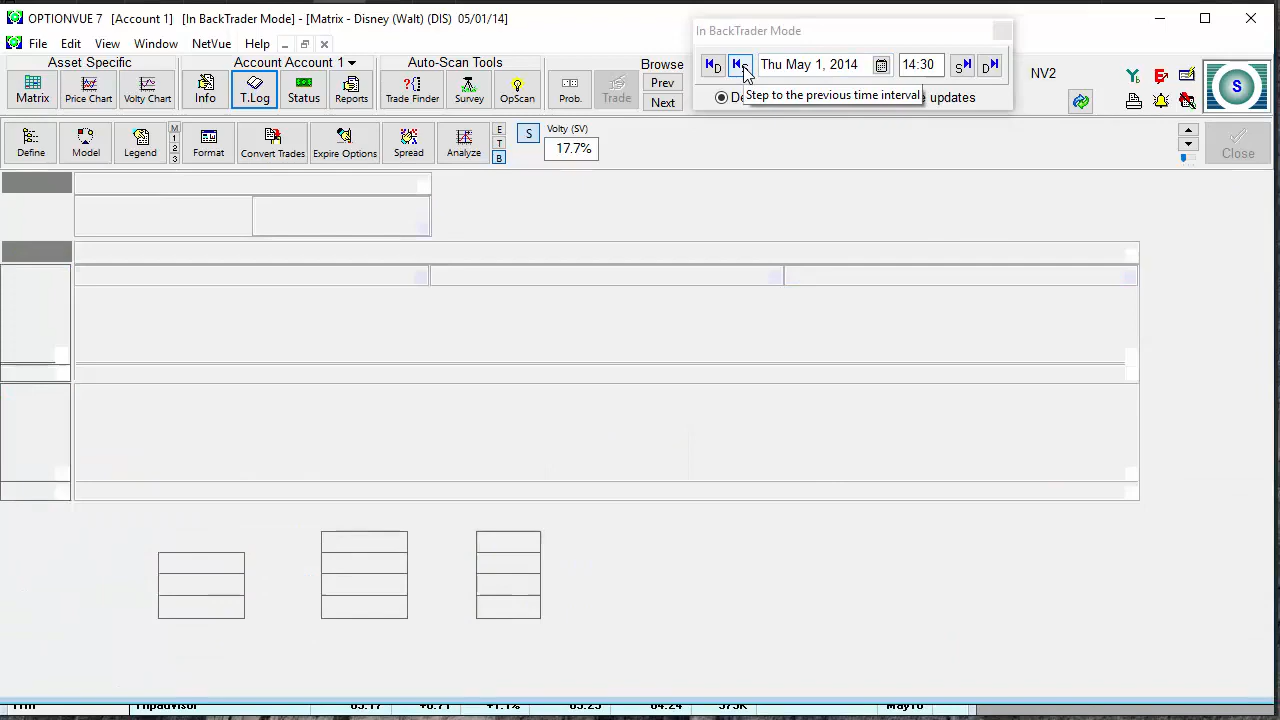 OPTIONVUE 7 [Account 1] [In BackTrader Mode] - [Matrix - Disney (Walt) (DIS) 05/01/14]
In BackTrader Mode
File Edit View Window NetVue Help
Asset Specific
Account Account 1
Auto-Scan Tools
Browse
D Thu May 1, 2014 14:30 S D
NV2
Matrix Price Chart Volty Chart Info T.Log Status Reports Trade Finder Survey OpScan Prob. Trade
Prev
Next
Step to the previous time interval updates
S
Define Model Legend Format Convert Trades Expire Options Spread Analyze
M
1
2
3
E
T
B
S
Volty (SV)
17.7%
Close
Tripadvisor